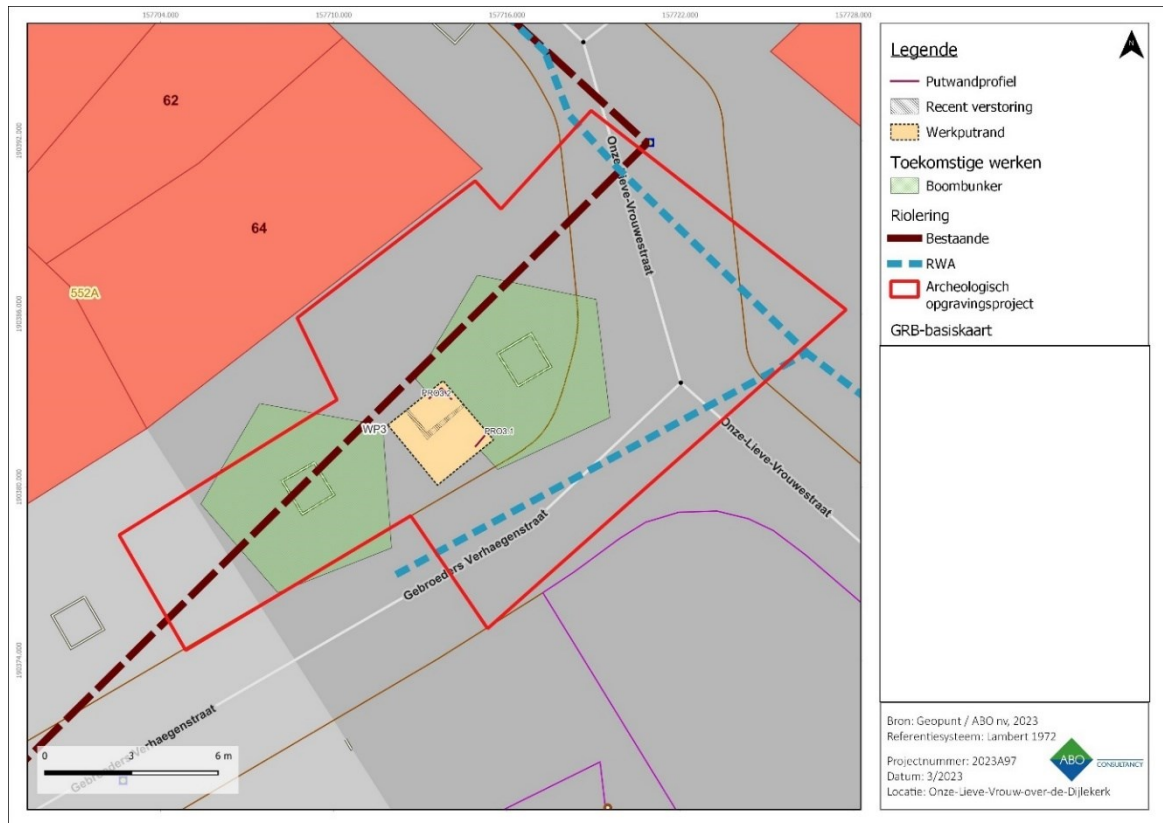 157704.000
157710.000
157716.000
157722.000
157728.000
190392.000
190386.000
190380.000
190374.000
62
64
552A
Onze-Lieve-Vrouwestraat
PRO3.2
WP3
PRO3.1
Onze-Lieve-Vrouwestraat
Gebroeders Verhaegenstraat
Gebroeders Verhaegenstraat
0 3 6 m
Legende
N
Putwandprofiel
Recent verstoring
Werkputrand
Toekomstige werken
Boombunker
Riolering
Bestaande
RWA
Archeologisch
opgravingsproject
GRB-basiskaart
Bron: Geopunt / ABO nv, 2023
Referentiesysteem: Lambert 1972
Projectnummer: 2023A97
Datum: 3/2023
Locatie: Onze-Lieve-Vrouw-over-de-Dijlekerk
ABO
CONSULTANCY